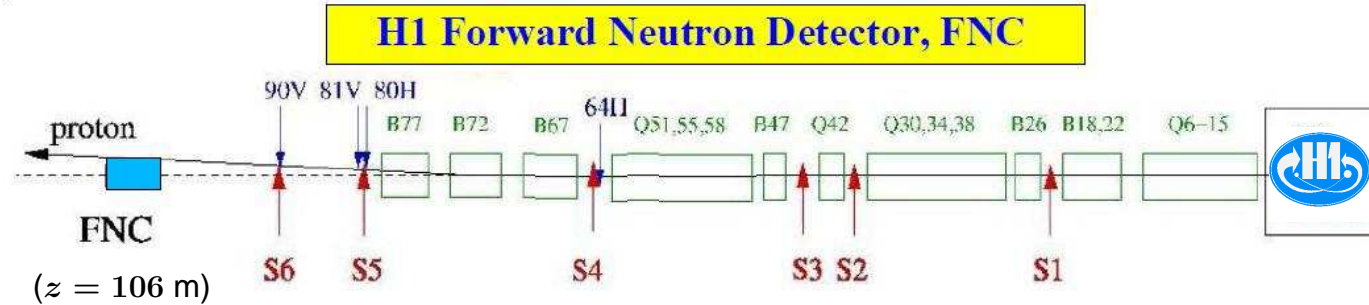 H1 Forward Neutron Detector, FNC
90V 81V 80H
64H
B77 B72 B67 Q51,55,58 B47 Q42 Q30,34,38 B26 B18,22 Q6-15
proton
H1
FNC
S6 S5 S4 S3 S2 S1
(z = 106 m)